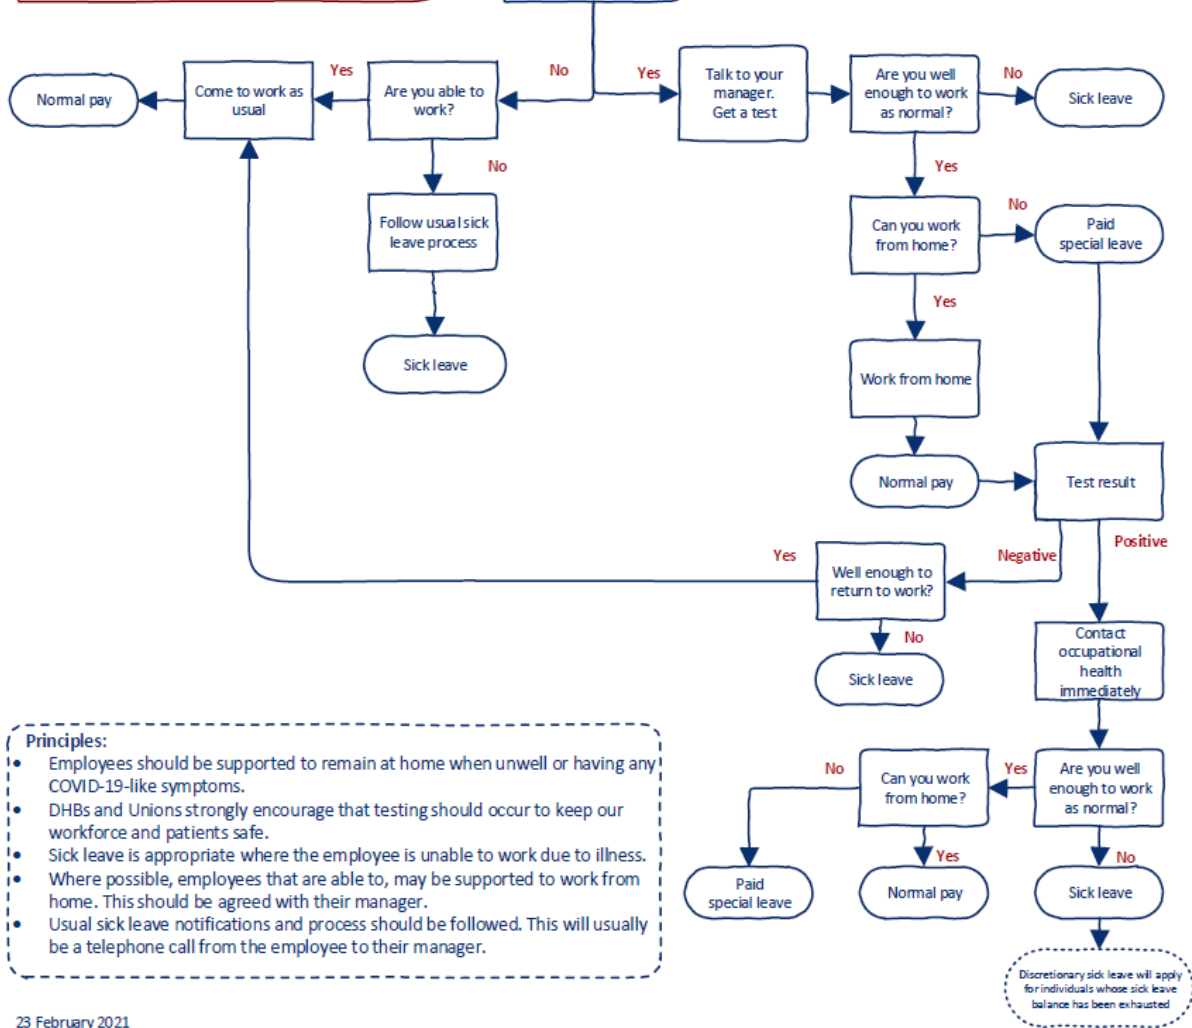 Yes
No
Yes
No
Normal pay
Come to work as
usual
Are you able to
work?
Talk to your
manager.
Get a test
Are you well
enough to work
as normal?
Sick leave
No
Yes
Follow usual sick
leave process
Can you work
from home?
No
Paid
special leave
Yes
Sick leave
Work from home
Normal pay
Test result
Positive
Negative
Yes
Well enough to
return to work?
No
Sick leave
Contact
occupational
health
immediately
No
Can you work
from home?
Yes
Are you well
enough to work
as normal?
Yes
No
Paid
special leave
Normal pay
Sick leave
Discretionary sick leave will apply
for individuals whose sick leave
balance has been exhausted
Principles:
• Employees should be supported to remain at home when unwell or having any
COVID-19-like symptoms.
• DHBs and Unions strongly encourage that testing should occur to keep our
workforce and patients safe.
• Sick leave is appropriate where the employee is unable to work due to illness.
• Where possible, employees that are able to, may be supported to work from
home. This should be agreed with their manager.
• Usual sick leave notifications and process should be followed. This will usually
be a telephone call from the employee to their manager.
23 February 2021